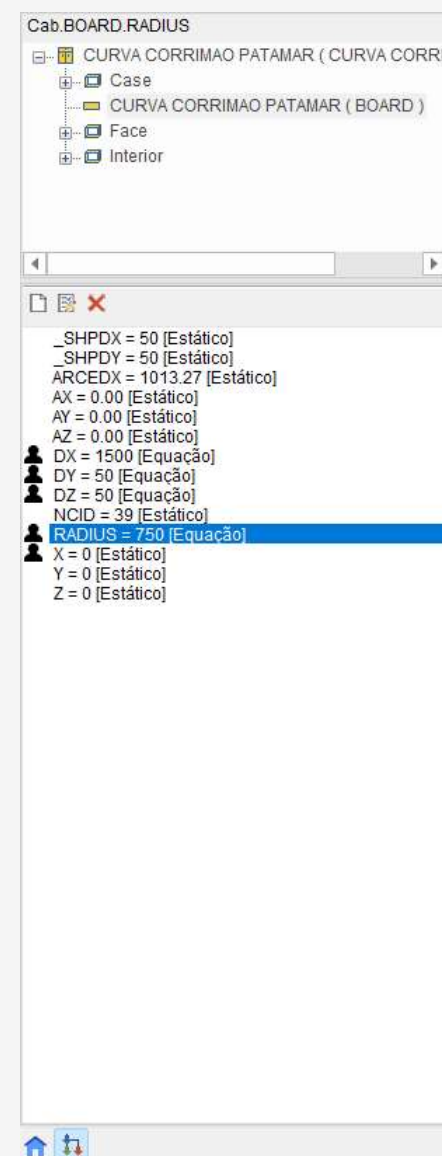 Cab.BOARD.RADIUS
CURVA CORRIMAO PATAMAR ( CURVA CORRI
Case
CURVA CORRIMAO PATAMAR ( BOARD )
Face
Interior
_SHPDX = 50 [Estático]
_SHPDY = 50 [Estático]
ARCEDX = 1013.27 [Estático]
AX = 0.00 [Estático]
AY = 0.00 [Estático]
AZ = 0.00 [Estático]
DX = 1500 [Equação]
DY = 50 [Equação]
DZ = 50 [Equação]
NCID = 39 [Estático]
RADIUS = 750 [Equação]
X = 0 [Estático]
Y = 0 [Estático]
Z = 0 [Estático]